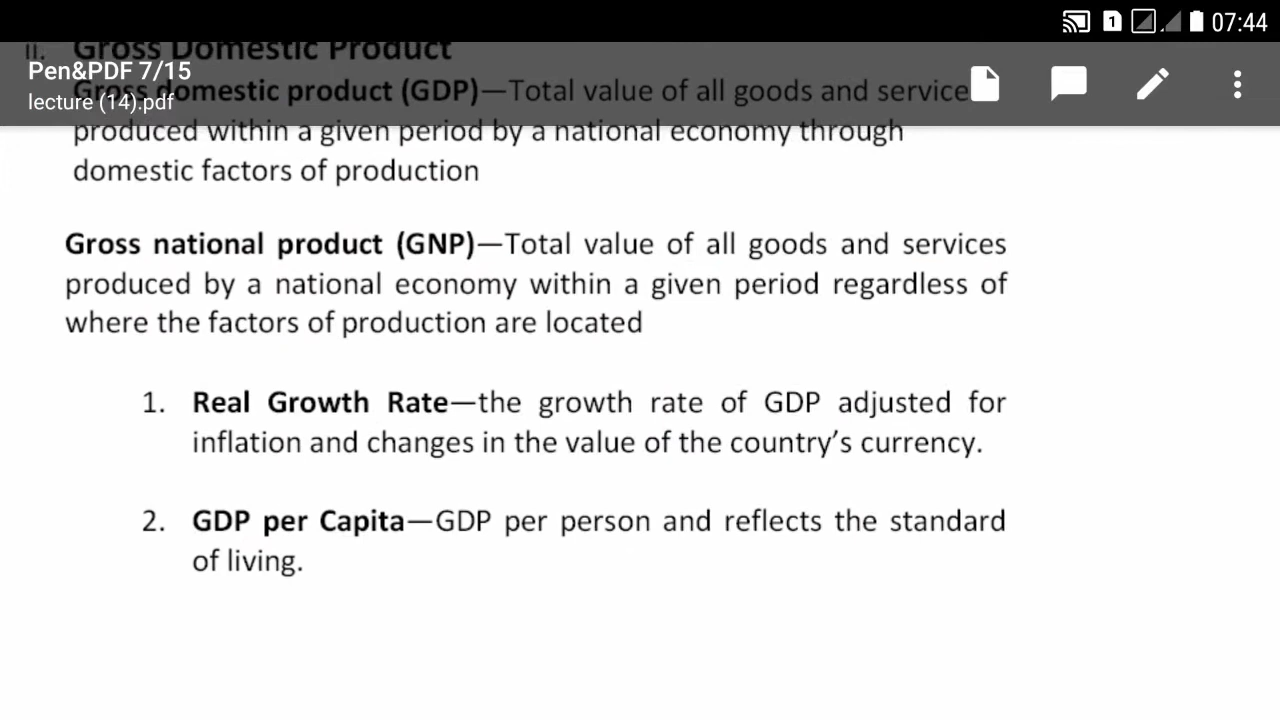 1 07:44
II. Gross Domestic Product
Pen&PDF 7/15
Gross domestic product (GDP)—Total value of all goods and service
lecture (14).pdf
produced within a given period by a national economy through
domestic factors of production
Gross national product (GNP)—Total value of all goods and services
produced by a national economy within a given period regardless of
where the factors of production are located
1. Real Growth Rate—the growth rate of GDP adjusted for
inflation and changes in the value of the country’s currency.
2. GDP per Capita—GDP per person and reflects the standard
of living.